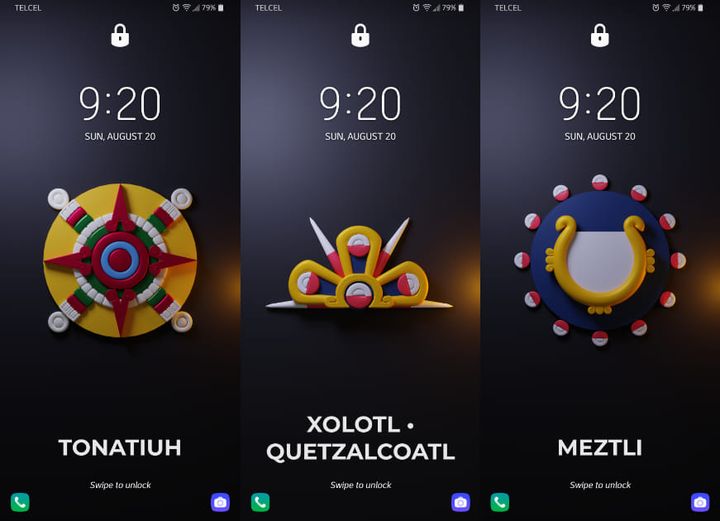 TELCEL
79%
9:20
SUN, AUGUST 20
TONATIUH
Swipe to unlock
TELCEL
79%
9:20
SUN, AUGUST 20
XOLOTL •
QUETZALCOATL
Swipe to unlock
TELCEL
79%
9:20
SUN, AUGUST 20
MEZTLI
Swipe to unlock